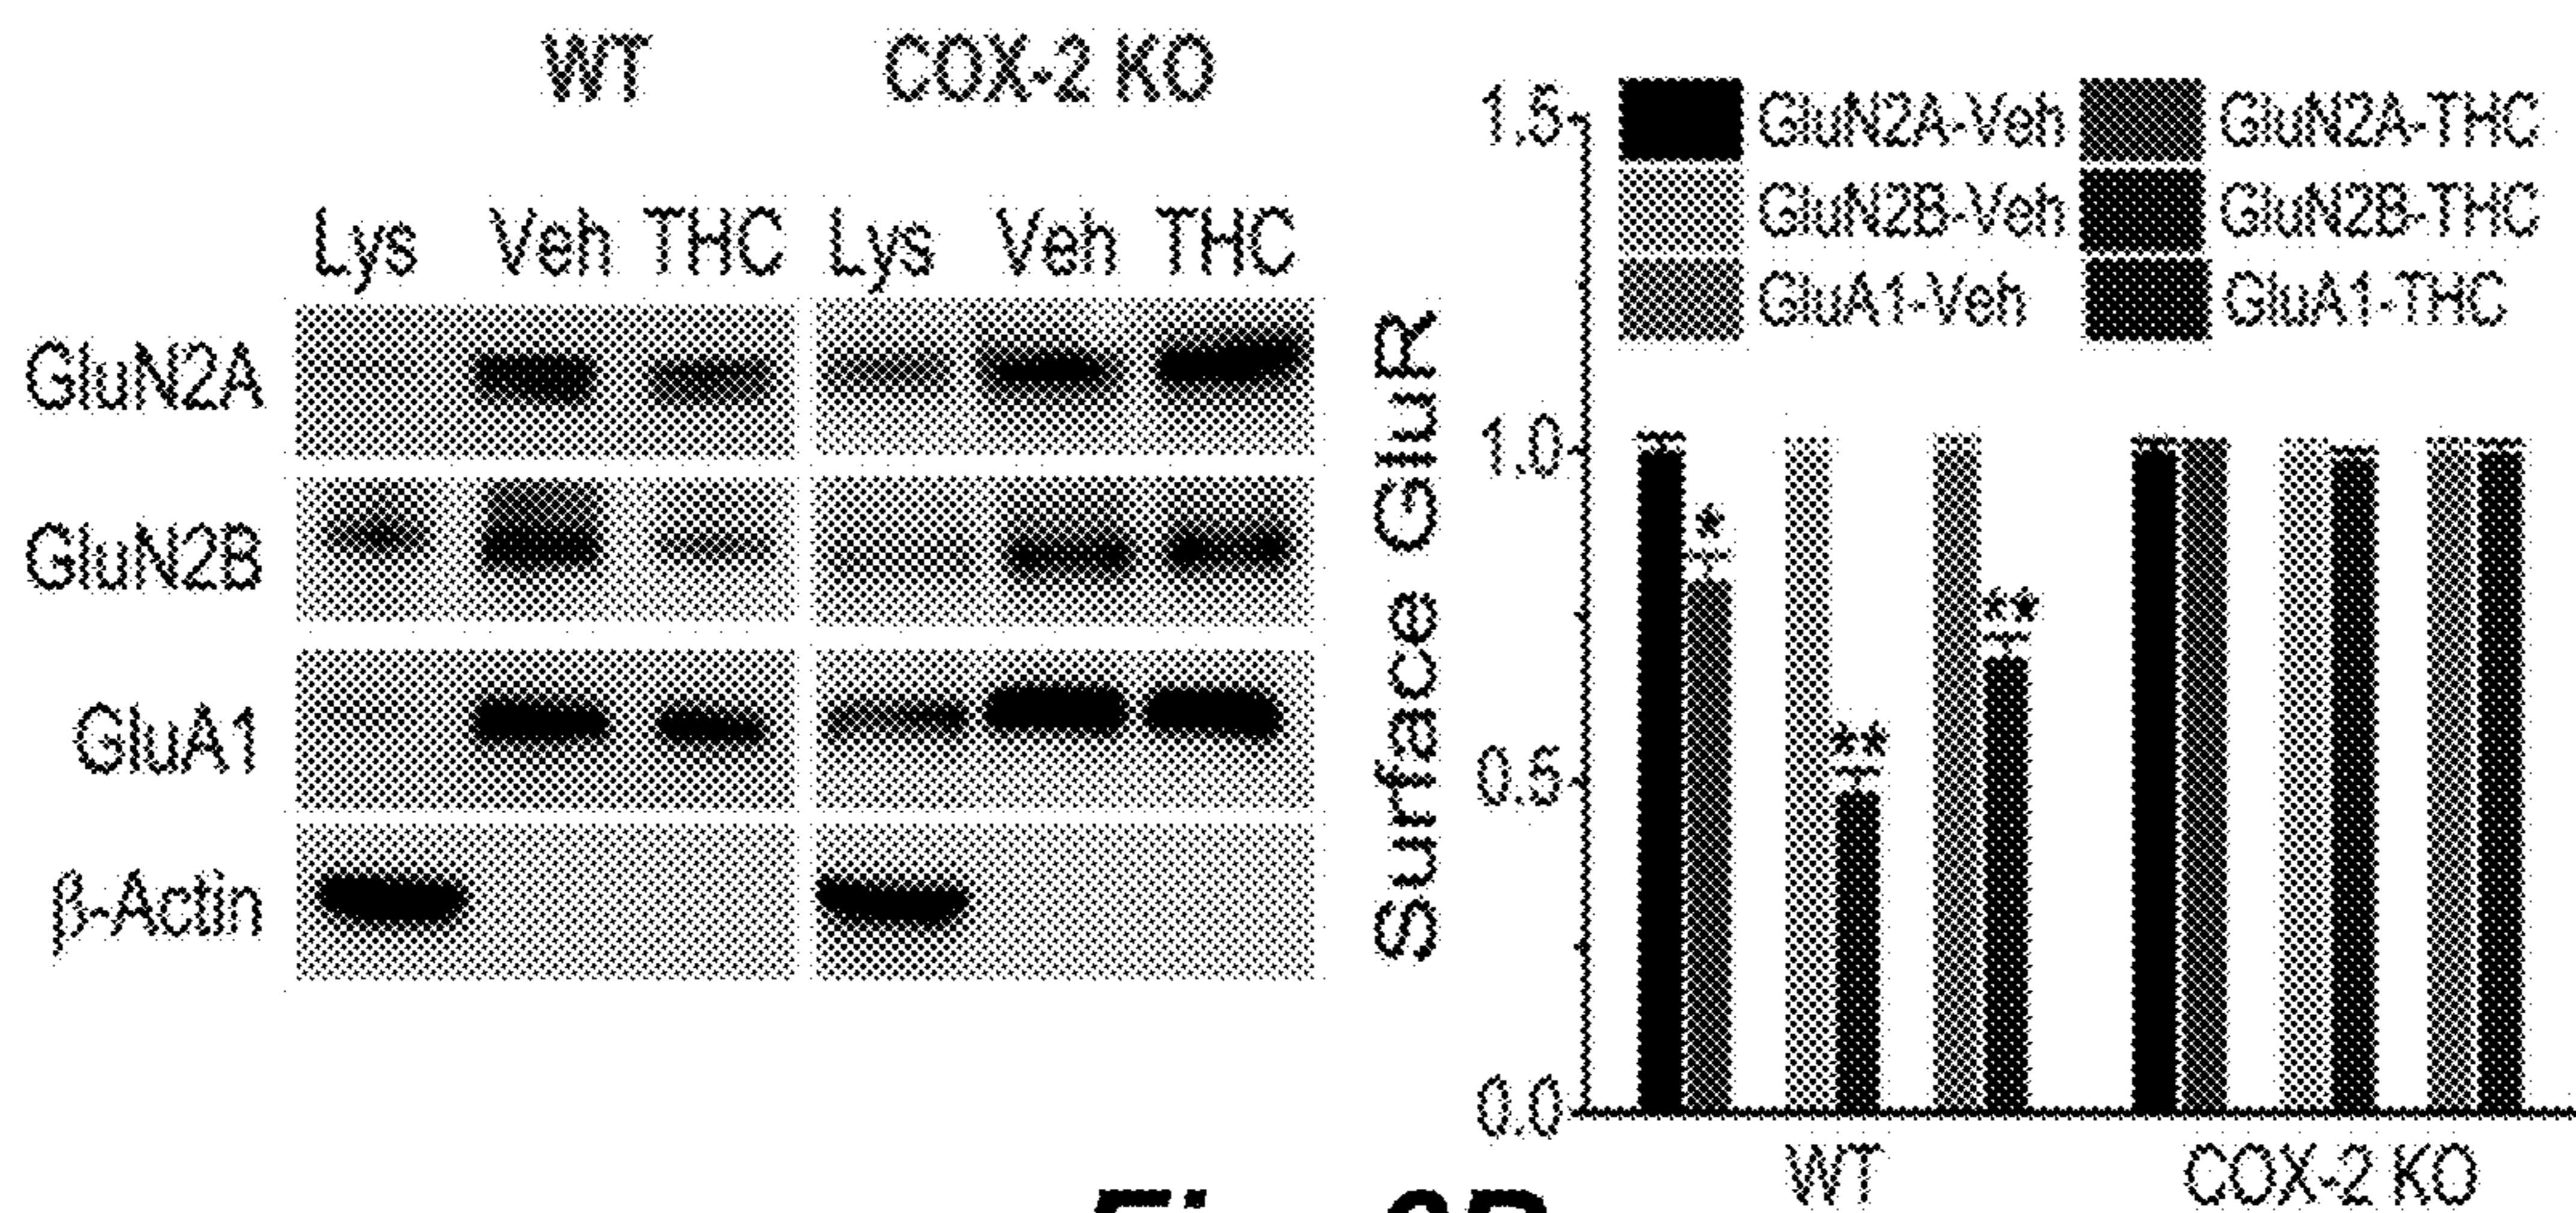 WT COX-2 KO
Lys Veh THC Lys Veh THC
GluN2A
GluN2B
GluA1
β-Actin
Surface GluR
1.5
1.0
0.5
0.0
GluN2A-Veh GluN2A-THC
GluN2B-Veh GluN2B-THC
GluA1-Veh GluA1-THC
*
**
**
WT COX-2 KO